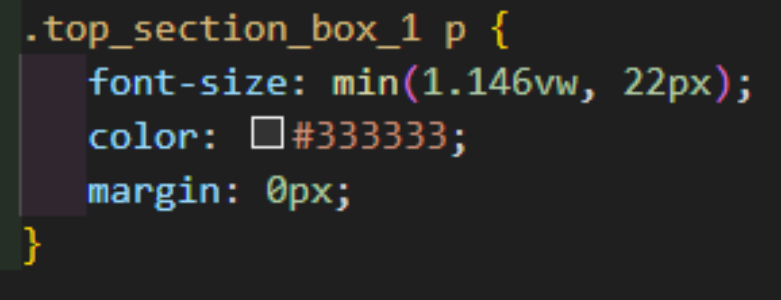 .top_section_box_1 p {
    font-size: min(1.146vw, 22px);
    color: #333333;
    margin: 0px;
}